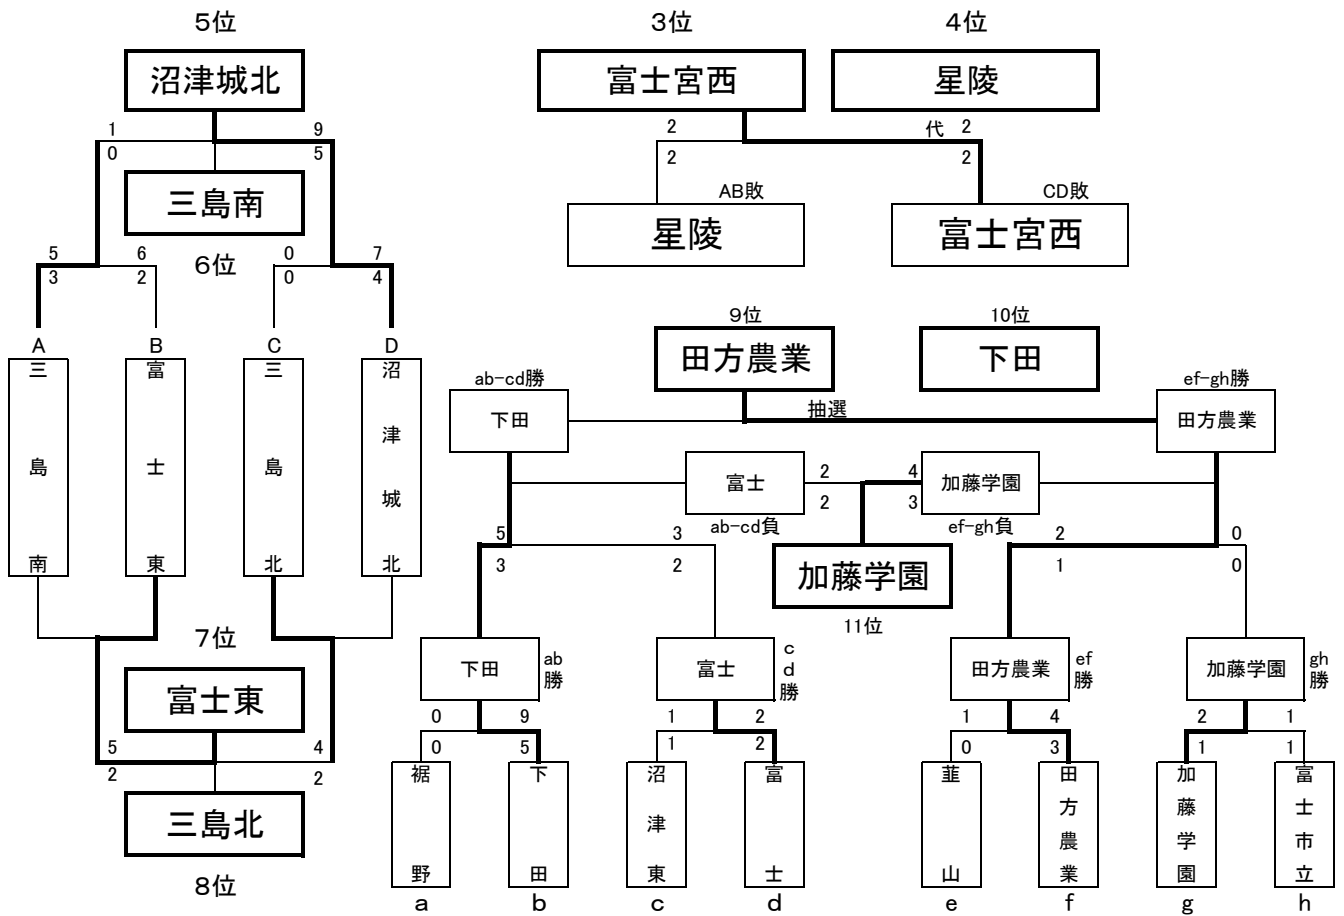 5位
沼津城北
1 9
0 5
三島南
6位
5 6 0 7
3 2 0 4
A B C D
三島南
富士東
三島北
沼津城北
7位
富士東
5 4
2 2
三島北
8位
3位 4位
富士宮西 星陵
2 代 2
2 2
AB敗 CD敗
星陵 富士宮西
9位 10位
田方農業 下田
ab-cd勝 ef-gh勝
下田 抽選 田方農業
富士 2 4 加藤学園
2 3
ab-cd負 ef-gh負
5 3 2 0
3 2 1 0
加藤学園
11位
下田 ab勝
富士 cd勝
田方農業 ef勝
加藤学園 gh勝
0 9 1 2 1 4 2 1
0 5 1 2 0 3 1 1
裾野
下田
沼津東
富士
韮山
田方農業
加藤学園
富士市立
a b c d e f g h